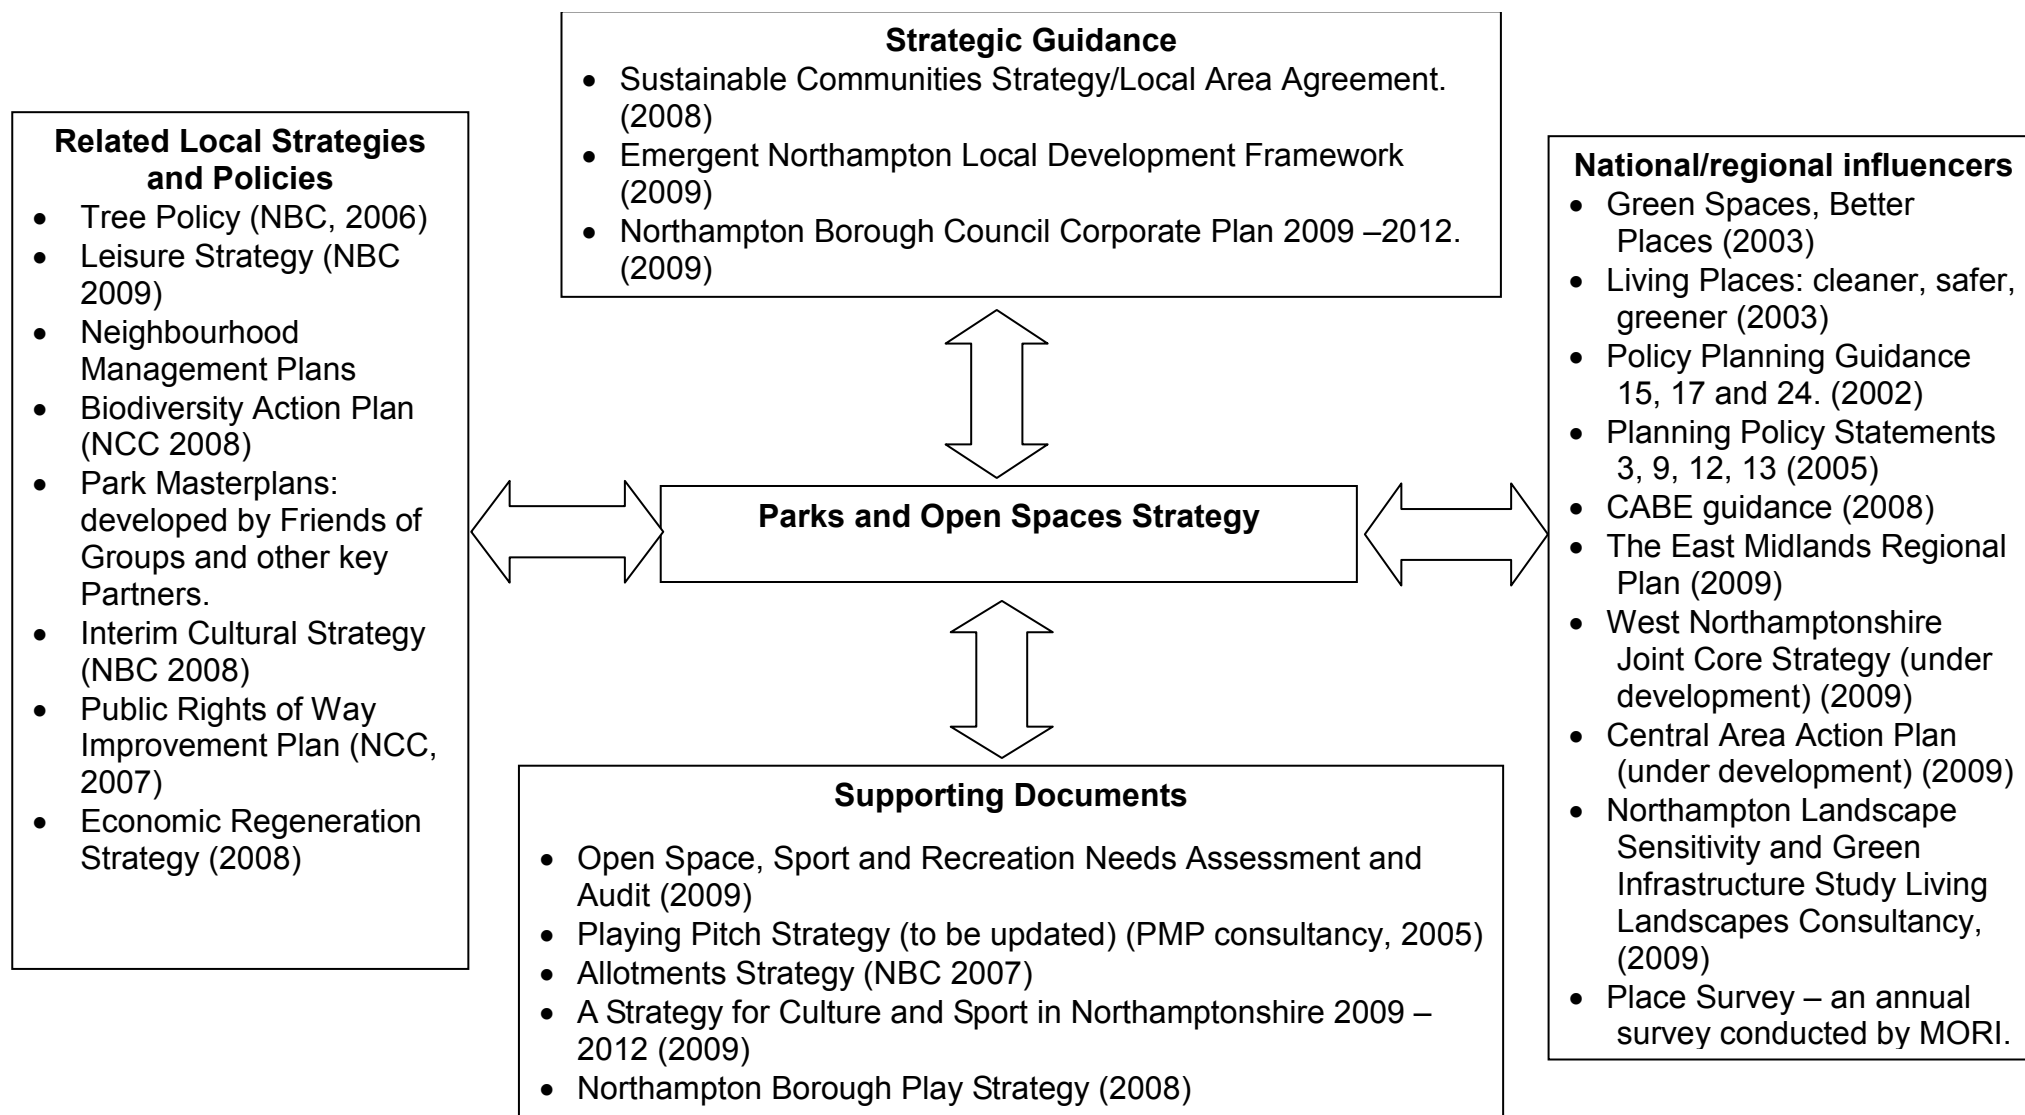 Strategic Guidance
• Sustainable Communities Strategy/Local Area Agreement.
(2008)
• Emergent Northampton Local Development Framework
(2009)
• Northampton Borough Council Corporate Plan 2009 –2012.
(2009)
Related Local Strategies
and Policies
• Tree Policy (NBC, 2006)
• Leisure Strategy (NBC
2009)
• Neighbourhood
Management Plans
• Biodiversity Action Plan
(NCC 2008)
• Park Masterplans:
developed by Friends of
Groups and other key
Partners.
• Interim Cultural Strategy
(NBC 2008)
• Public Rights of Way
Improvement Plan (NCC,
2007)
• Economic Regeneration
Strategy (2008)
Parks and Open Spaces Strategy
National/regional influencers
• Green Spaces, Better
Places (2003)
• Living Places: cleaner, safer,
greener (2003)
• Policy Planning Guidance
15, 17 and 24. (2002)
• Planning Policy Statements
3, 9, 12, 13 (2005)
• CABE guidance (2008)
• The East Midlands Regional
Plan (2009)
• West Northamptonshire
Joint Core Strategy (under
development) (2009)
• Central Area Action Plan
(under development) (2009)
• Northampton Landscape
Sensitivity and Green
Infrastructure Study Living
Landscapes Consultancy,
(2009)
• Place Survey – an annual
survey conducted by MORI.
Supporting Documents
• Open Space, Sport and Recreation Needs Assessment and
Audit (2009)
• Playing Pitch Strategy (to be updated) (PMP consultancy, 2005)
• Allotments Strategy (NBC 2007)
• A Strategy for Culture and Sport in Northamptonshire 2009 –
2012 (2009)
• Northampton Borough Play Strategy (2008)